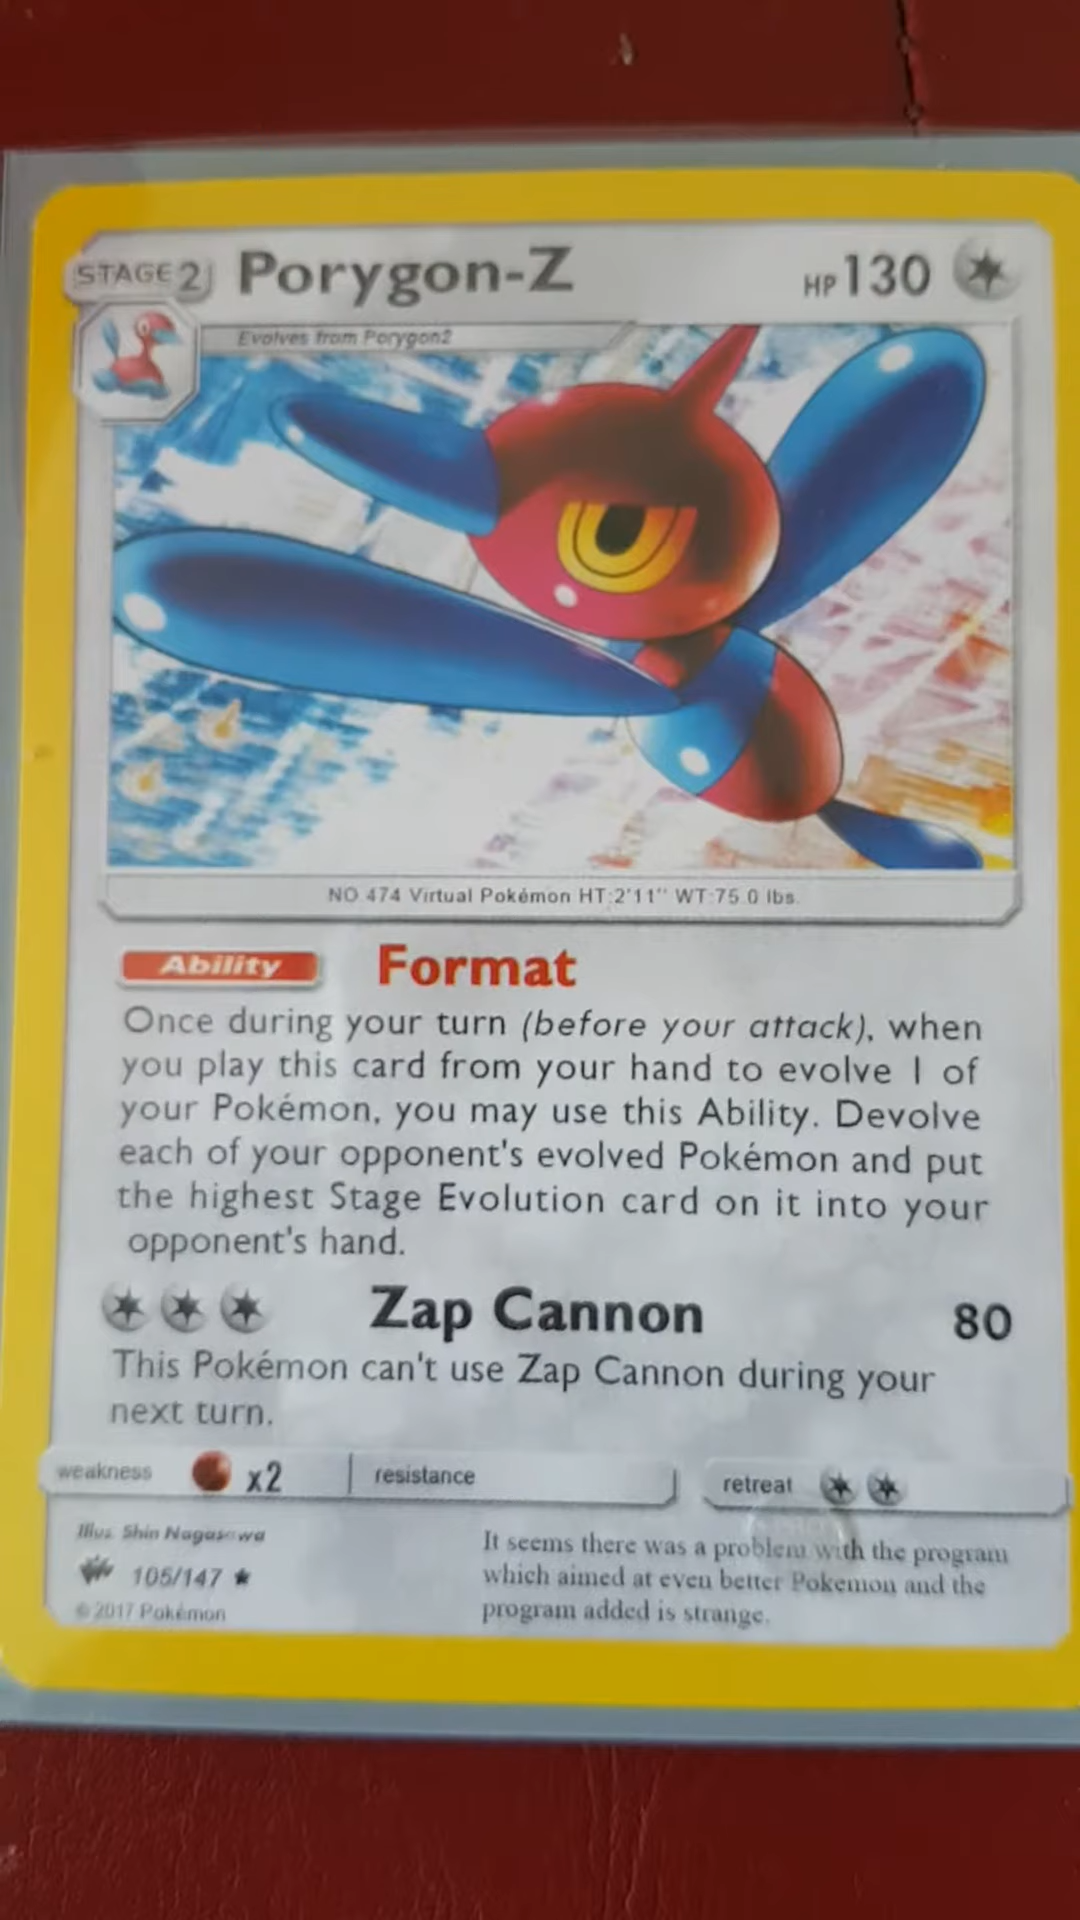 STAGE 2 Porygon-Z HP 130
Evolves from Porygon2
NO 474 Virtual Pokémon HT:2'11" WT:75.0 lbs.
Ability Format
Once during your turn (before your attack), when
you play this card from your hand to evolve 1 of
your Pokémon, you may use this Ability. Devolve
each of your opponent's evolved Pokémon and put
the highest Stage Evolution card on it into your
opponent's hand.
Zap Cannon 80
This Pokémon can't use Zap Cannon during your
next turn.
weakness x2 resistance retreat
Illus. Shin Nagasawa
105/147 ★
© 2017 Pokémon
It seems there was a problem with the program
which aimed at even better Pokemon and the
program added is strange.